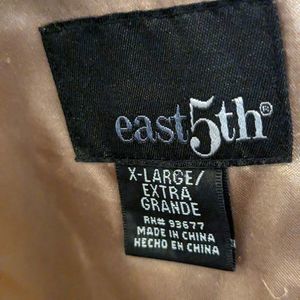 east5th®
X-LARGE/
EXTRA
GRANDE
RN# 93677
MADE IN CHINA
HECHO EN CHINA